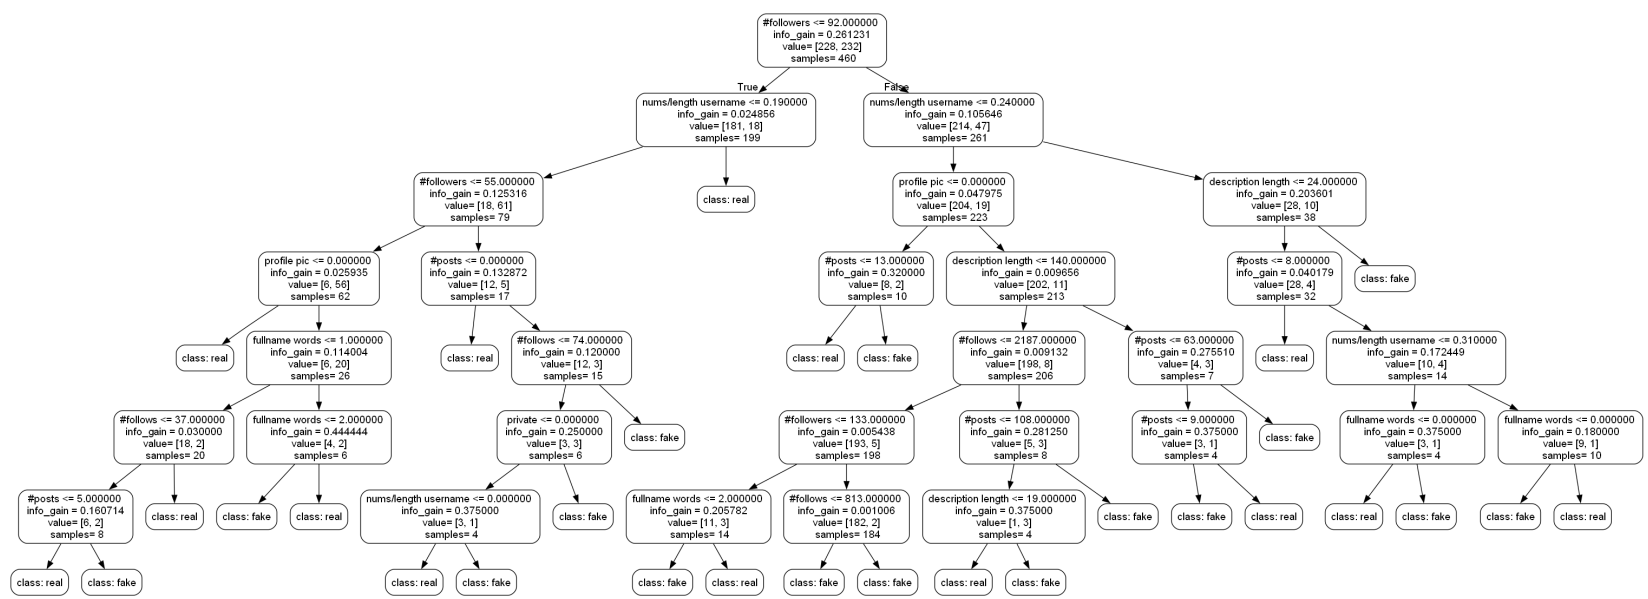 #followers <= 92.000000
info_gain = 0.261231
value= [228, 232]
samples= 460
True
False
nums/length username <= 0.190000
info_gain = 0.024856
value= [181, 18]
samples= 199
nums/length username <= 0.240000
info_gain = 0.105646
value= [214, 47]
samples= 261
#followers <= 55.000000
info_gain = 0.125316
value= [18, 61]
samples= 79
class: real
profile pic <= 0.000000
info_gain = 0.047975
value= [204, 19]
samples= 223
description length <= 24.000000
info_gain = 0.203601
value= [28, 10]
samples= 38
profile pic <= 0.000000
info_gain = 0.025935
value= [6, 56]
samples= 62
#posts <= 0.000000
info_gain = 0.132872
value= [12, 5]
samples= 17
#posts <= 13.000000
info_gain = 0.320000
value= [8, 2]
samples= 10
description length <= 140.000000
info_gain = 0.009656
value= [202, 11]
samples= 213
#posts <= 8.000000
info_gain = 0.040179
value= [28, 4]
samples= 32
class: fake
class: real
fullname words <= 1.000000
info_gain = 0.114004
value= [6, 20]
samples= 26
class: real
#follows <= 74.000000
info_gain = 0.120000
value= [12, 3]
samples= 15
class: real
class: fake
#follows <= 2187.000000
info_gain = 0.009132
value= [198, 8]
samples= 206
#posts <= 63.000000
info_gain = 0.275510
value= [4, 3]
samples= 7
class: real
nums/length username <= 0.310000
info_gain = 0.172449
value= [10, 4]
samples= 14
#follows <= 37.000000
info_gain = 0.030000
value= [18, 2]
samples= 20
fullname words <= 2.000000
info_gain = 0.444444
value= [4, 2]
samples= 6
private <= 0.000000
info_gain = 0.250000
value= [3, 3]
samples= 6
class: fake
#followers <= 133.000000
info_gain = 0.005438
value= [193, 5]
samples= 198
#posts <= 108.000000
info_gain = 0.281250
value= [5, 3]
samples= 8
#posts <= 9.000000
info_gain = 0.375000
value= [3, 1]
samples= 4
class: fake
fullname words <= 0.000000
info_gain = 0.375000
value= [3, 1]
samples= 4
fullname words <= 0.000000
info_gain = 0.180000
value= [9, 1]
samples= 10
#posts <= 5.000000
info_gain = 0.160714
value= [6, 2]
samples= 8
class: real
class: fake
class: real
nums/length username <= 0.000000
info_gain = 0.375000
value= [3, 1]
samples= 4
class: fake
fullname words <= 2.000000
info_gain = 0.205782
value= [11, 3]
samples= 14
#follows <= 813.000000
info_gain = 0.001006
value= [182, 2]
samples= 184
description length <= 19.000000
info_gain = 0.375000
value= [1, 3]
samples= 4
class: fake
class: fake
class: real
class: real
class: fake
class: fake
class: real
class: real
class: fake
class: real
class: fake
class: fake
class: real
class: fake
class: fake
class: real
class: fake